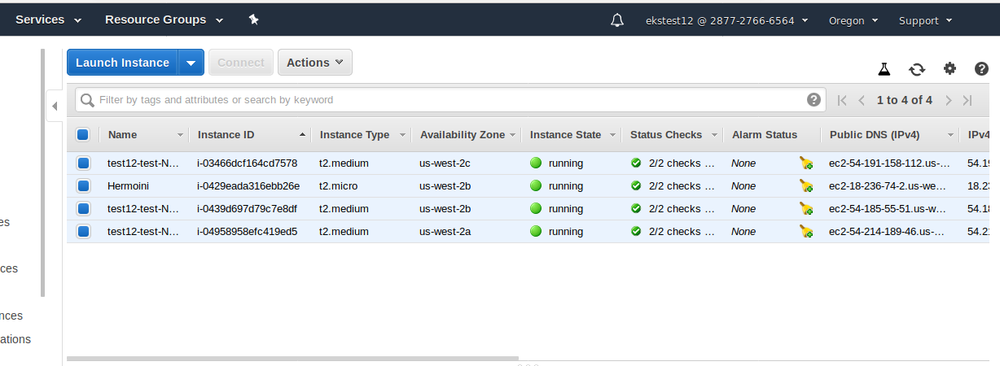 Services Resource Groups ekstest12 @ 2877-2766-6564 Oregon Support
Launch Instance Connect Actions
Filter by tags and attributes or search by keyword 1 to 4 of 4
Name Instance ID Instance Type Availability Zone Instance State Status Checks Alarm Status Public DNS (IPv4) IPv4
test12-test-N... i-03466dcf164cd7578 t2.medium us-west-2c running 2/2 checks ... None ec2-54-191-158-112.us-... 54.19
Hermoini i-0429eada316ebb26e t2.micro us-west-2b running 2/2 checks ... None ec2-18-236-74-2.us-we... 18.23
test12-test-N... i-0439d697d79c7e8df t2.medium us-west-2b running 2/2 checks ... None ec2-54-185-55-51.us-w... 54.18
es
test12-test-N... i-04958958efc419ed5 t2.medium us-west-2a running 2/2 checks ... None ec2-54-214-189-46.us-... 54.21
ces
nces
ations